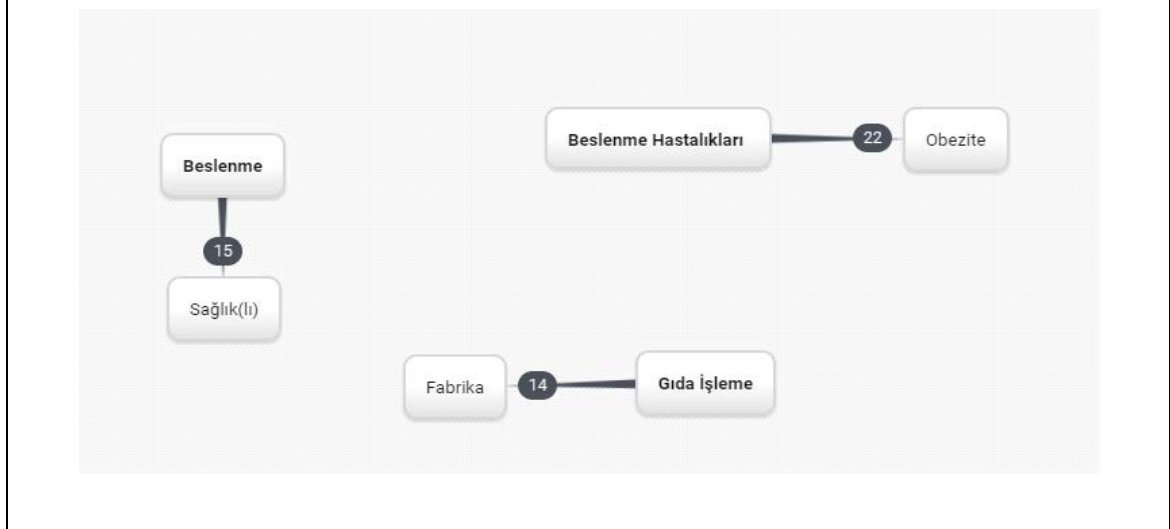 Beslenme Hastalıkları
22
Obezite
Beslenme
15
Sağlık(lı)
Fabrika
14
Gıda İşleme